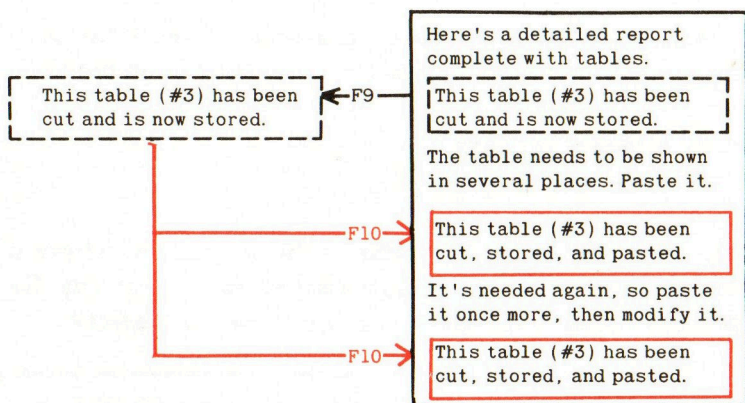 Here's a detailed report
complete with tables.
This table (#3) has been
cut and is now stored.
F9
This table (#3) has been
cut and is now stored.
The table needs to be shown
in several places. Paste it.
F10
This table (#3) has been
cut, stored, and pasted.
It's needed again, so paste
it once more, then modify it.
F10
This table (#3) has been
cut, stored, and pasted.